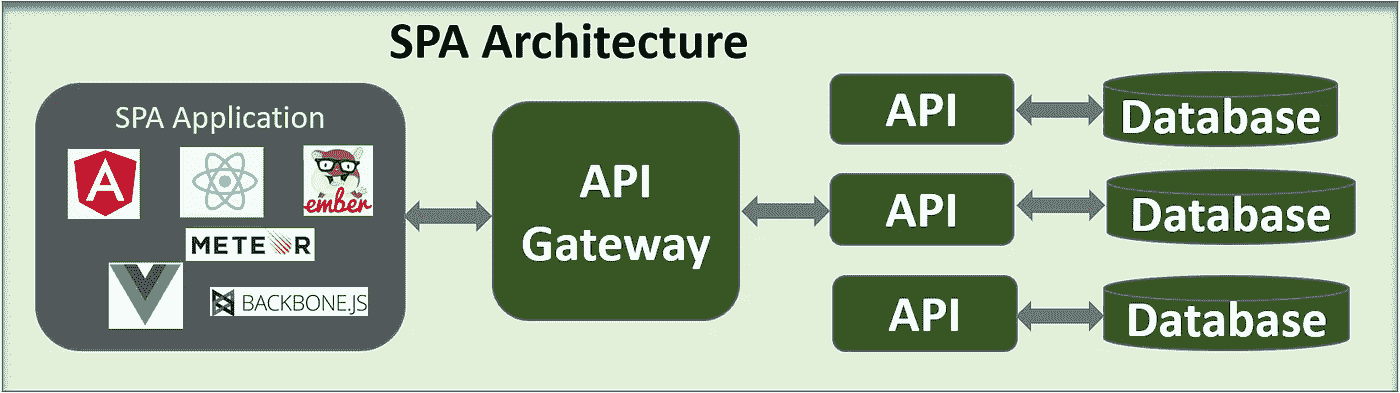 SPA Architecture
SPA Application
A
ember
METEOR
BACKBONE.JS
API
Gateway
API
Database
API
Database
API
Database